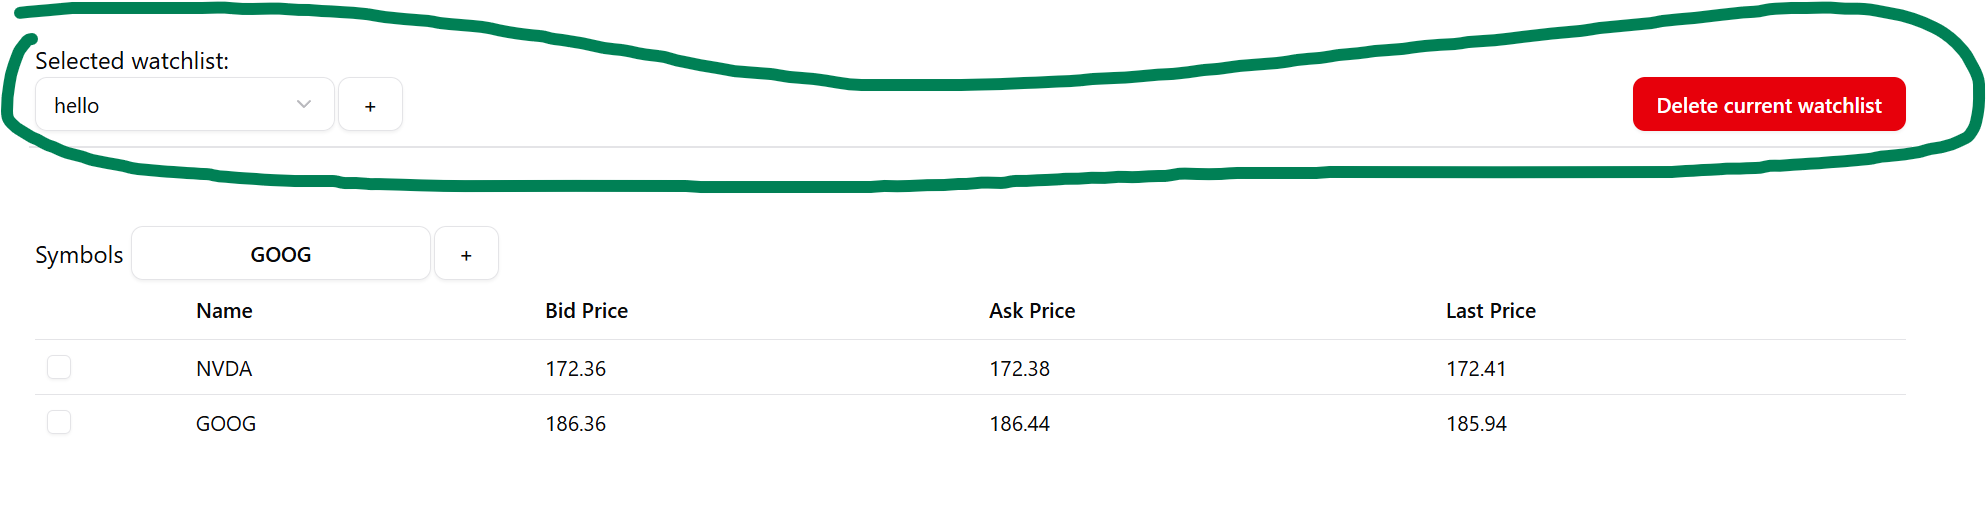 Selected watchlist:
hello + Delete current watchlist
Symbols GOOG +
Name Bid Price Ask Price Last Price
NVDA 172.36 172.38 172.41
GOOG 186.36 186.44 185.94